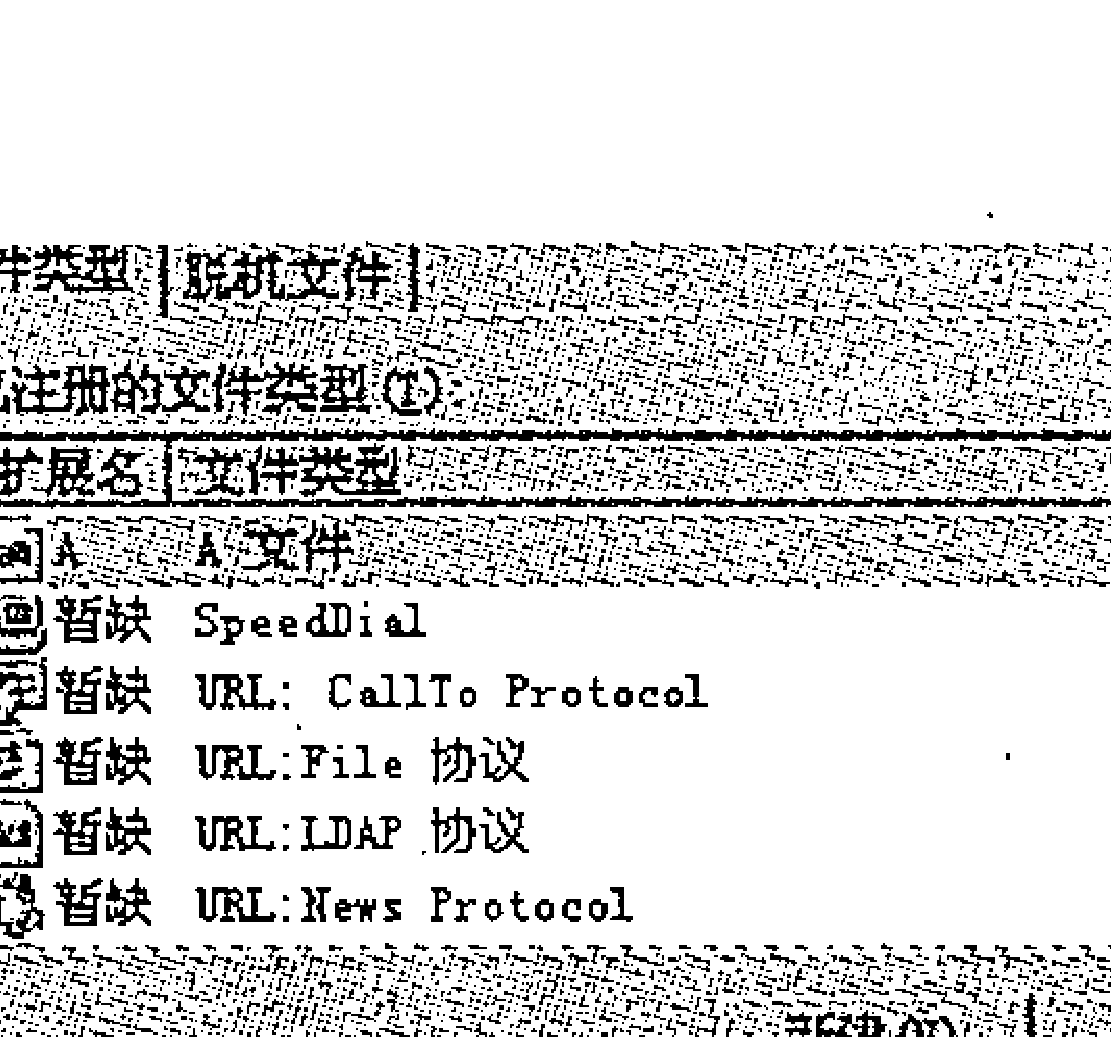 件类型 脱机文件
注册的文件类型(T):
扩展名 文件类型
A A 文件
暂缺 SpeedDial
暂缺 URL: CallTo Protocol
暂缺 URL:File 协议
暂缺 URL:LDAP 协议
暂缺 URL:News Protocol